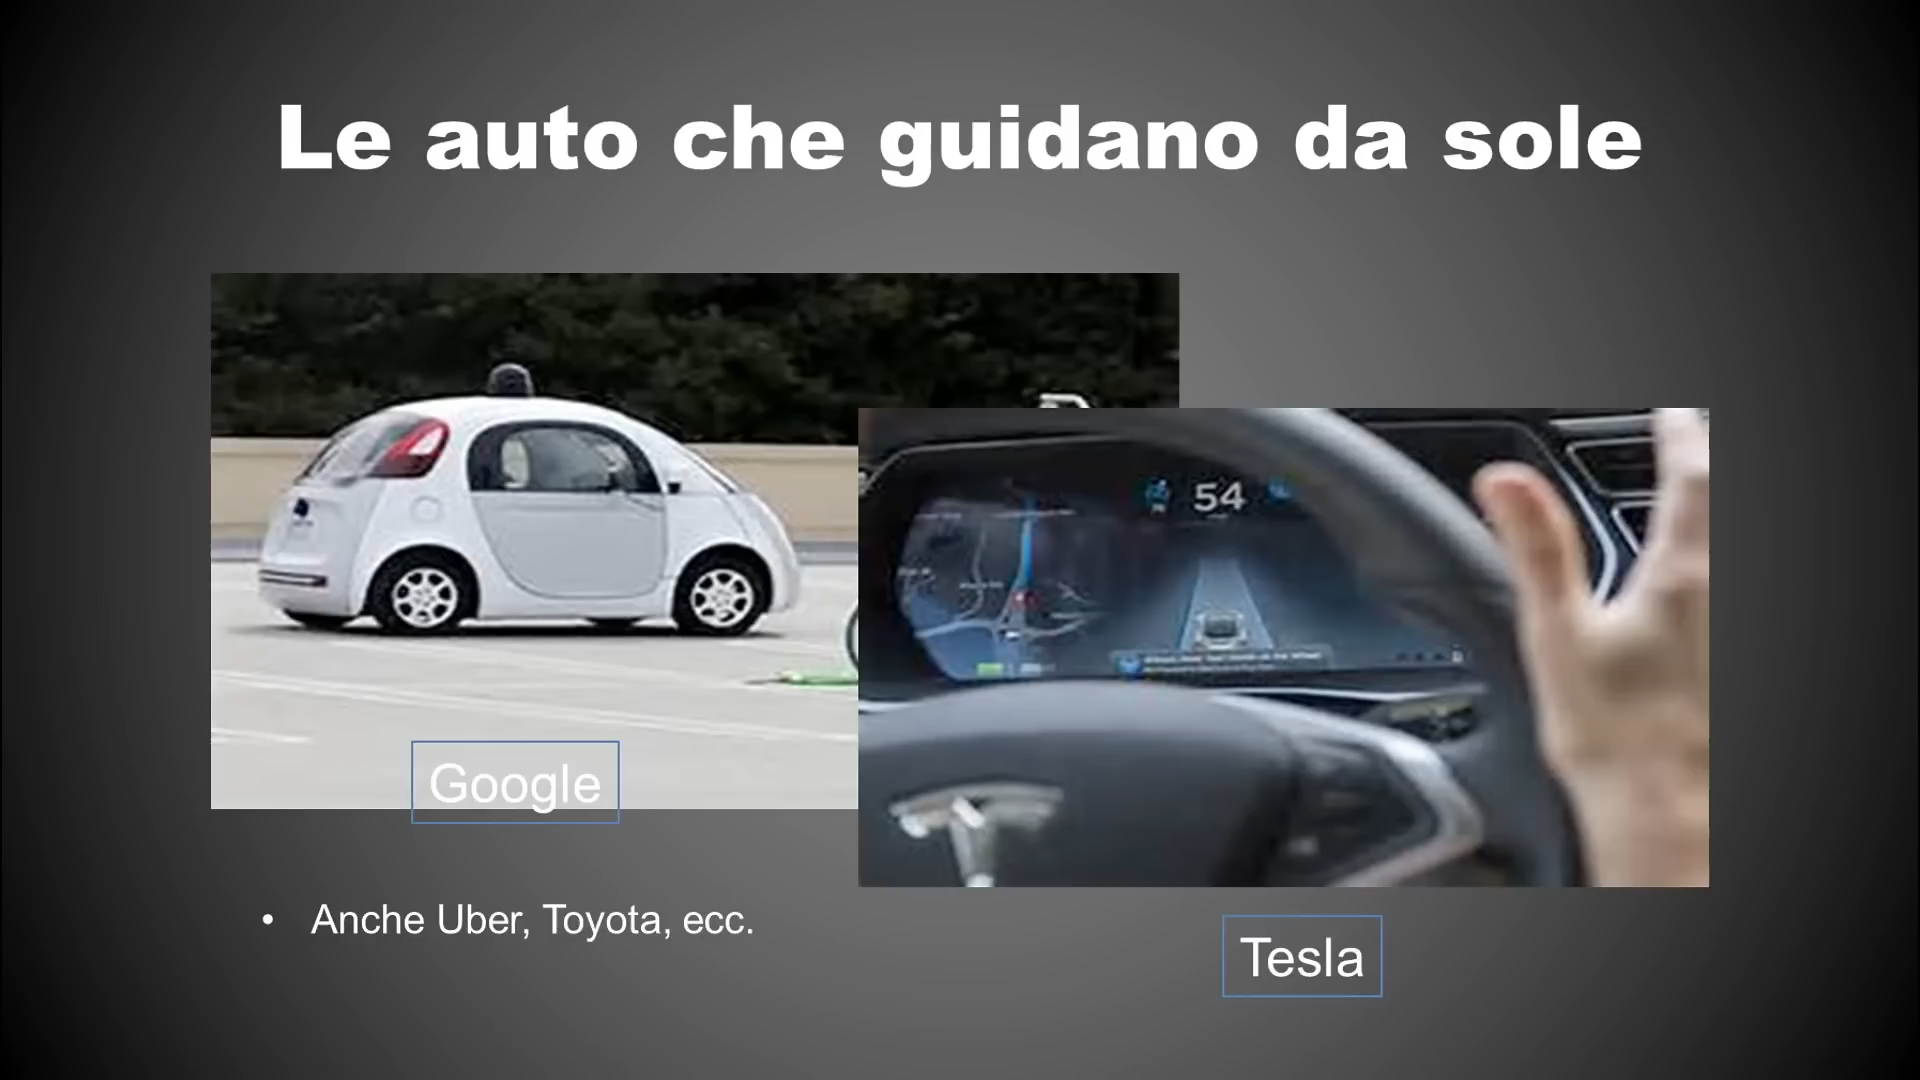 Le auto che guidano da sole
54
Google
Anche Uber, Toyota, ecc.
Tesla